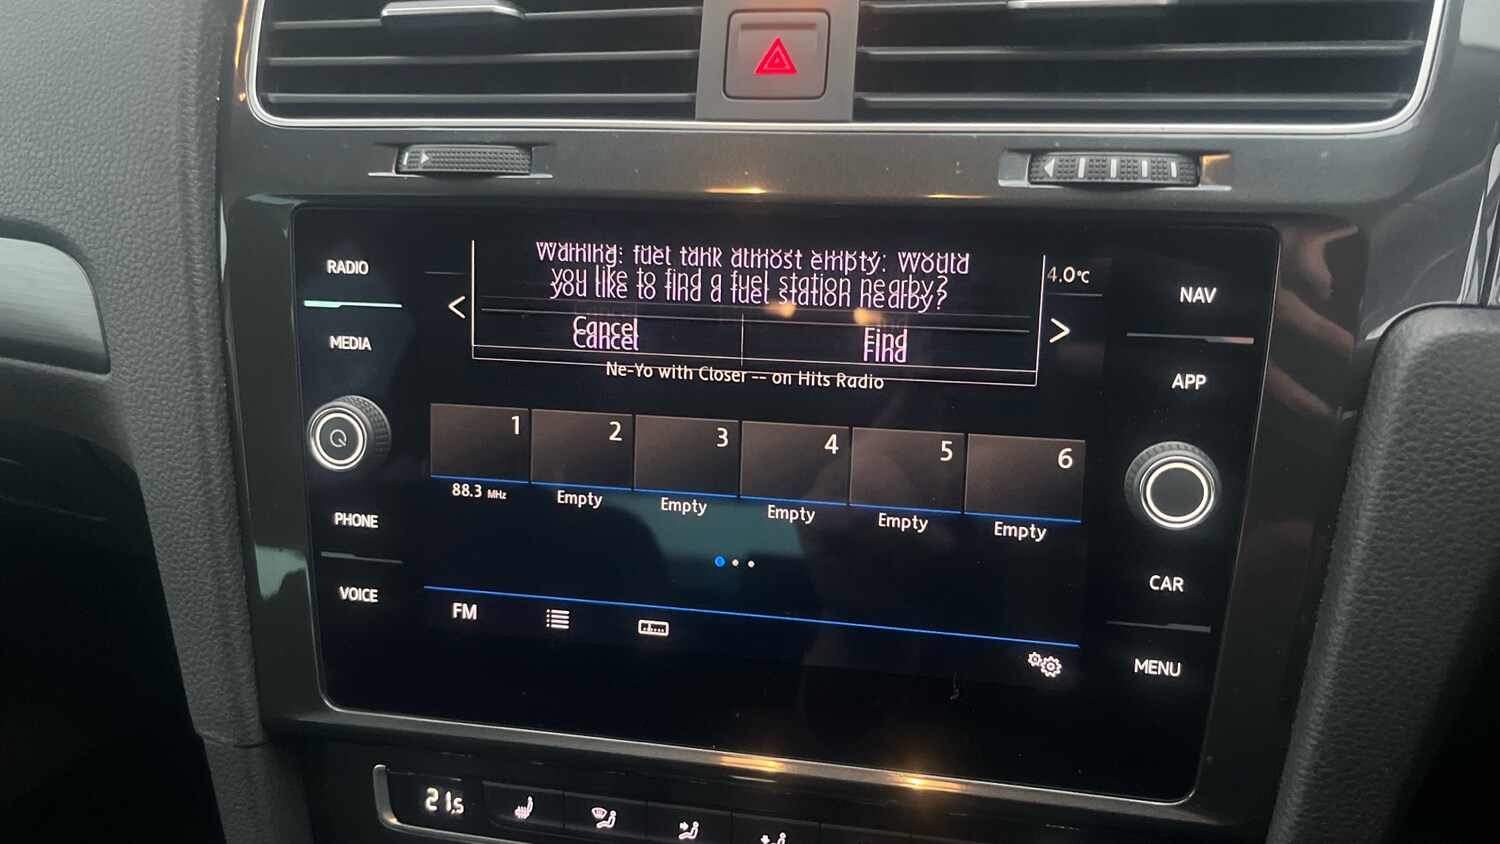 Warning: fuel tank almost empty. Would
you like to find a fuel station nearby?
RADIO
4.0°C
NAV
<
>
Cancel
Find
MEDIA
Ne-Yo with Closer -- on Hits Radio
APP
1
2
3
4
5
6
88.3 MHz
Empty
Empty
Empty
Empty
Empty
PHONE
CAR
VOICE
FM
MENU
21.5